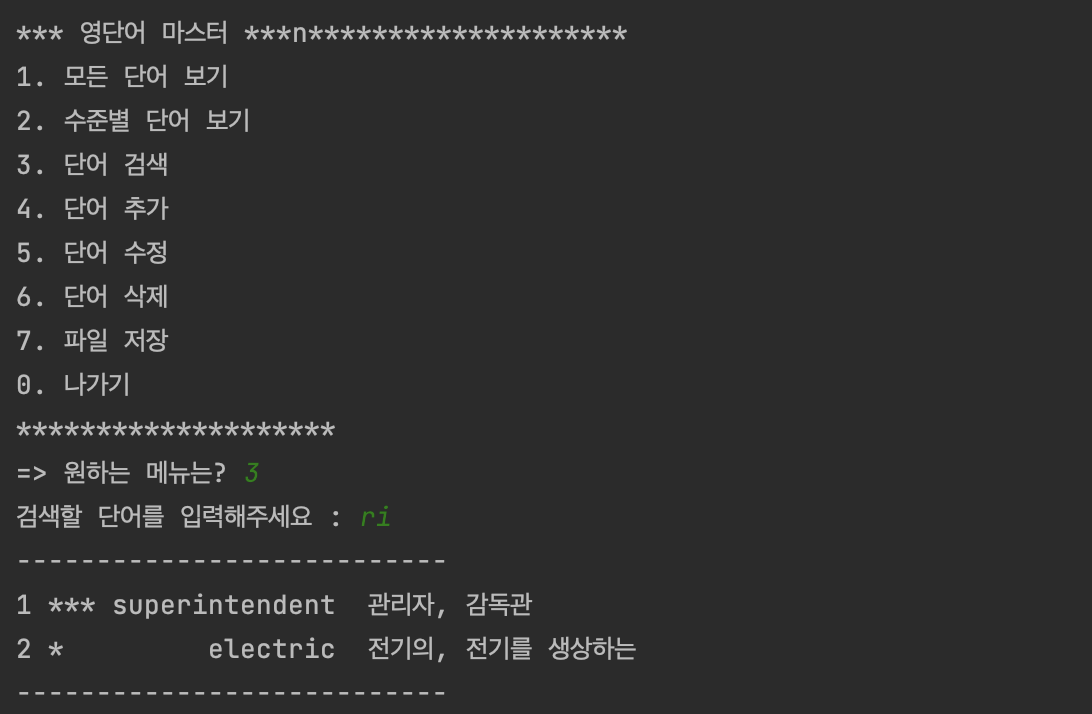 *** 영단어 마스터 ***n********************
1. 모든 단어 보기
2. 수준별 단어 보기
3. 단어 검색
4. 단어 추가
5. 단어 수정
6. 단어 삭제
7. 파일 저장
0. 나가기
********************
=> 원하는 메뉴는? 3
검색할 단어를 입력해주세요 : ri
---------------------------
1 *** superintendent  관리자, 감독관
2 *         electric  전기의, 전기를 생상하는
---------------------------